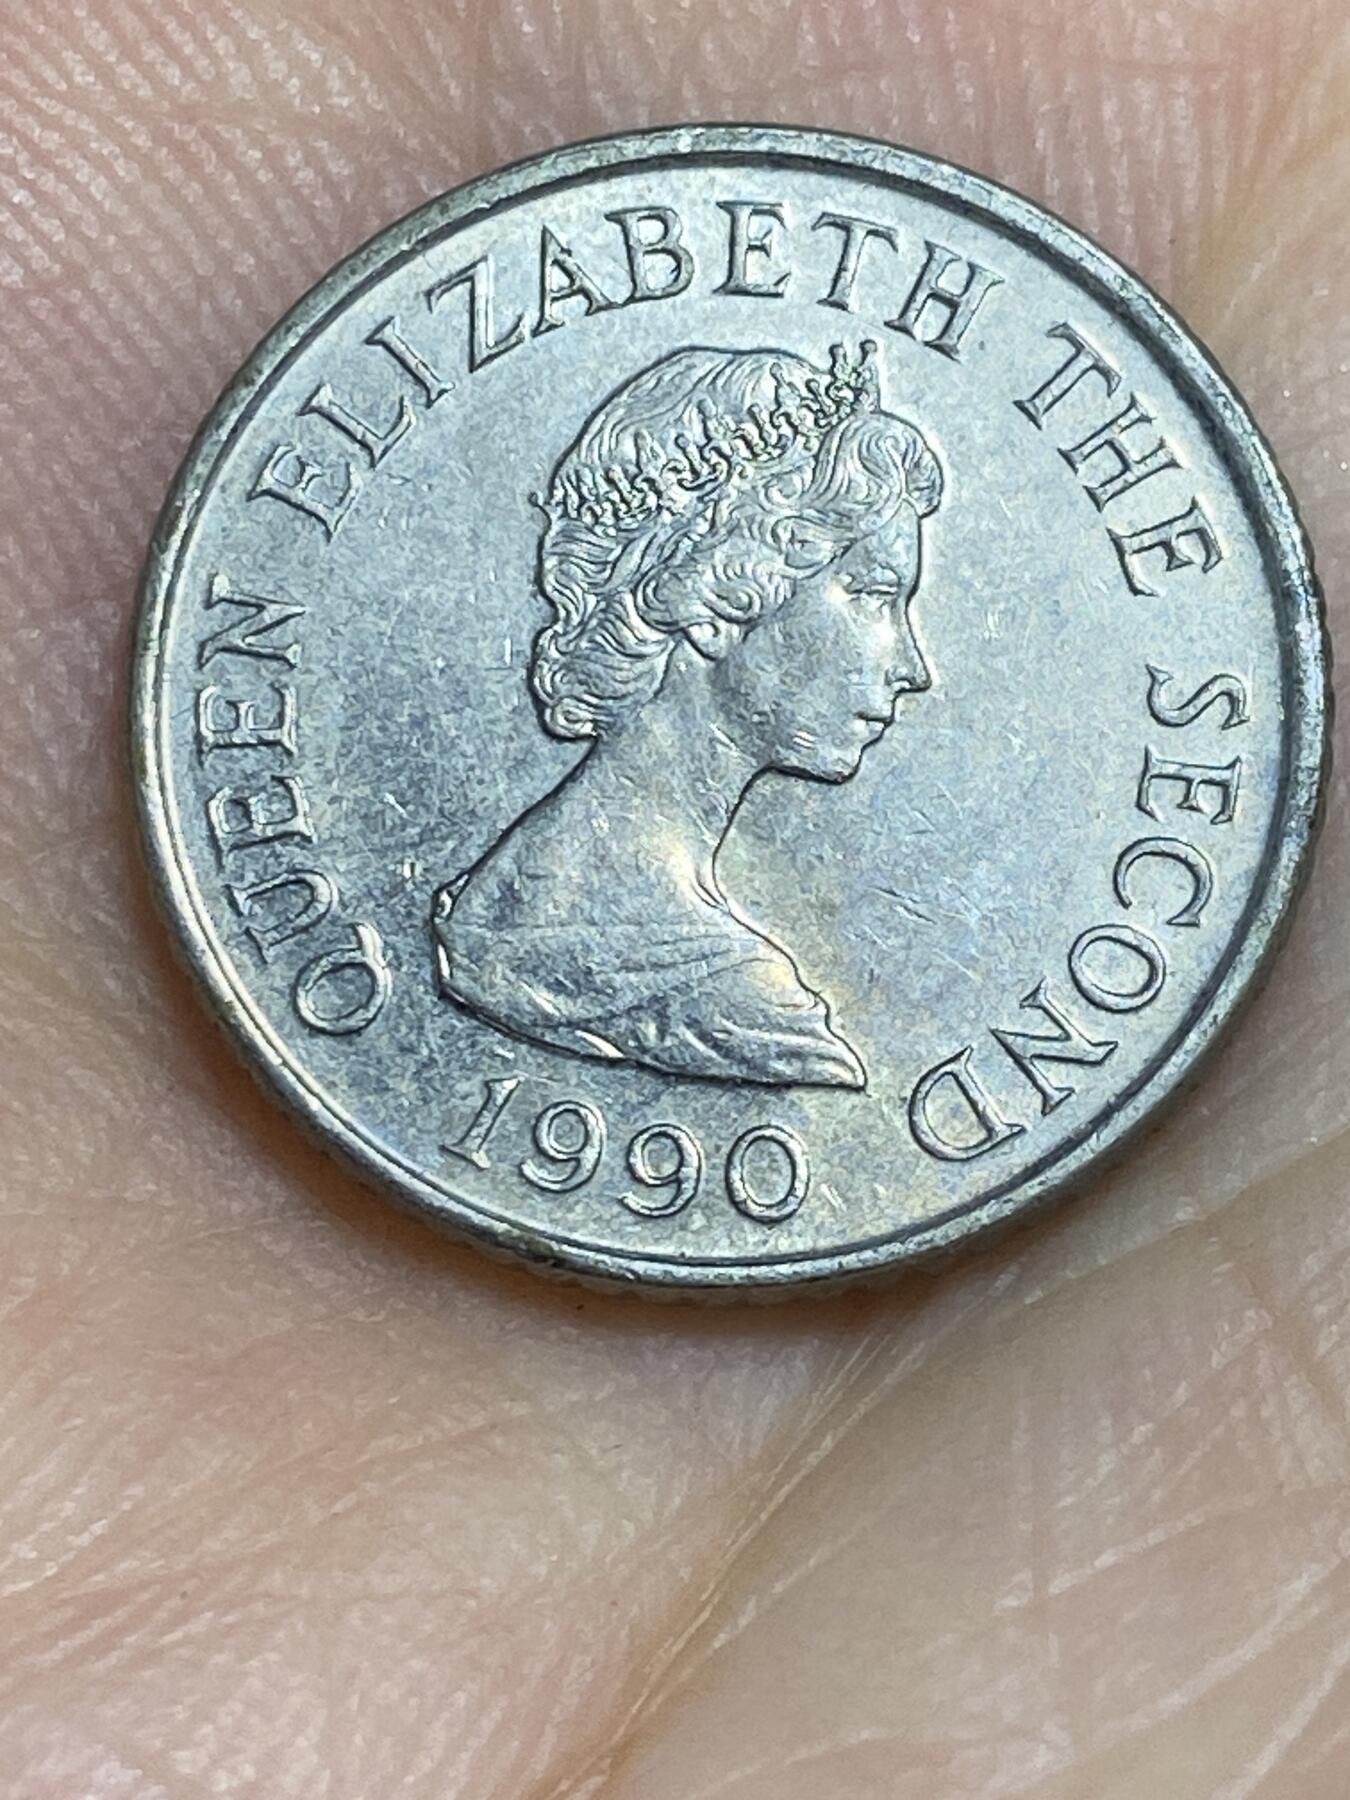 QUEEN ELIZABETH THE SECOND
1990